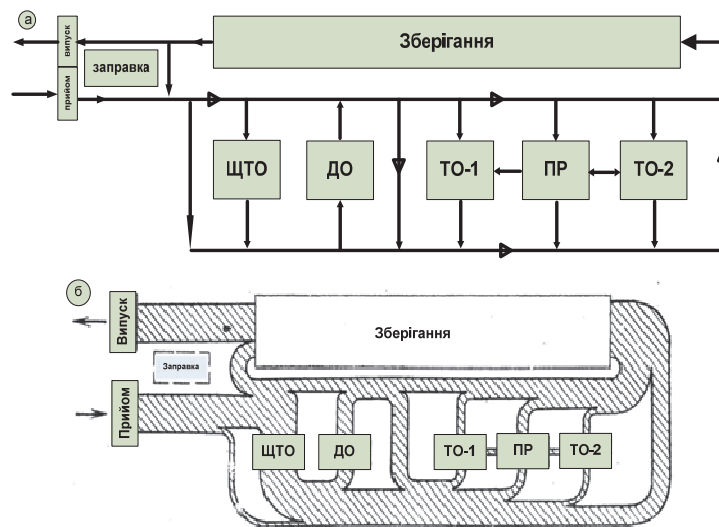 а
випуск
Зберігання
заправка
прийом
ЩТО
ДО
ТО-1
ПР
ТО-2
б
Випуск
Зберігання
Заправка
Прийом
ЩТО
ДО
ТО-1
ПР
ТО-2